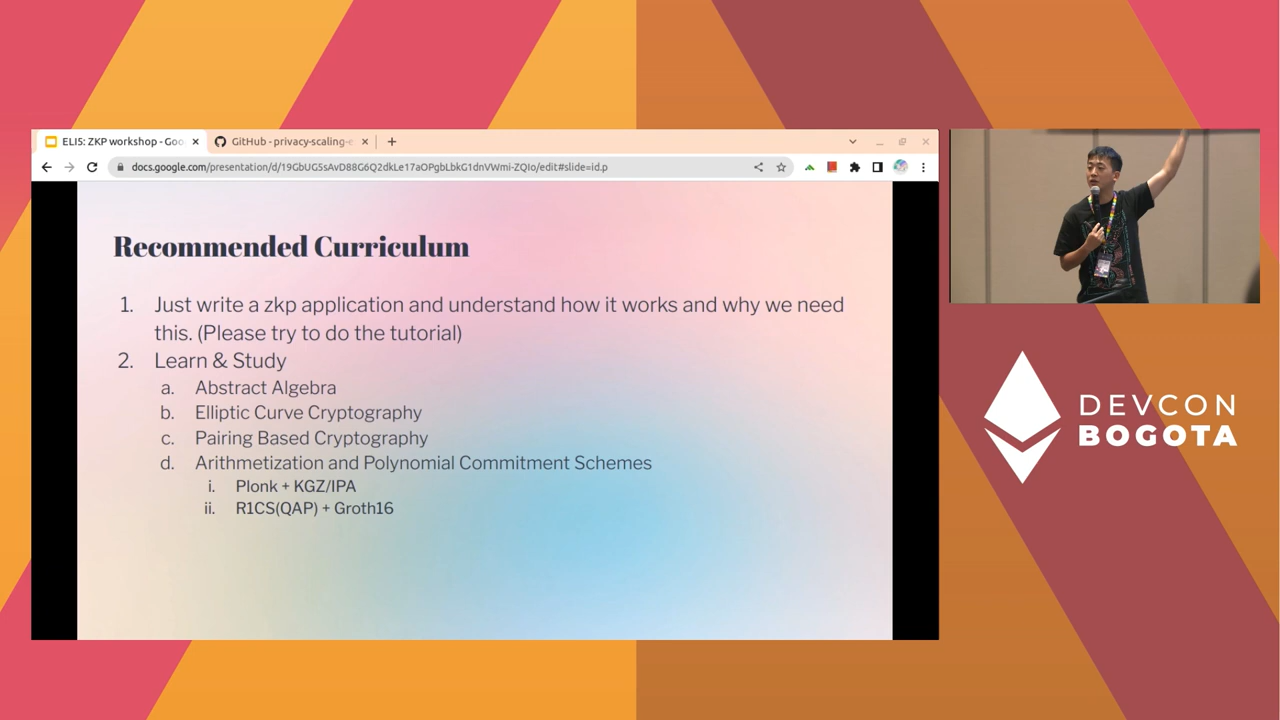 ELI5: ZKP workshop - Goo
GitHub - privacy-scaling-e
docs.google.com/presentation/d/19GbUG5sAvD88G6Q2dkLe17aOPgbLbkG1dnVWmi-ZQIo/edit#slide=id.p
Recommended Curriculum
1. Just write a zkp application and understand how it works and why we need
this. (Please try to do the tutorial)
2. Learn & Study
a. Abstract Algebra
b. Elliptic Curve Cryptography
c. Pairing Based Cryptography
d. Arithmetization and Polynomial Commitment Schemes
i. Plonk + KGZ/IPA
ii. R1CS(QAP) + Groth16
DEVCON
BOGOTA